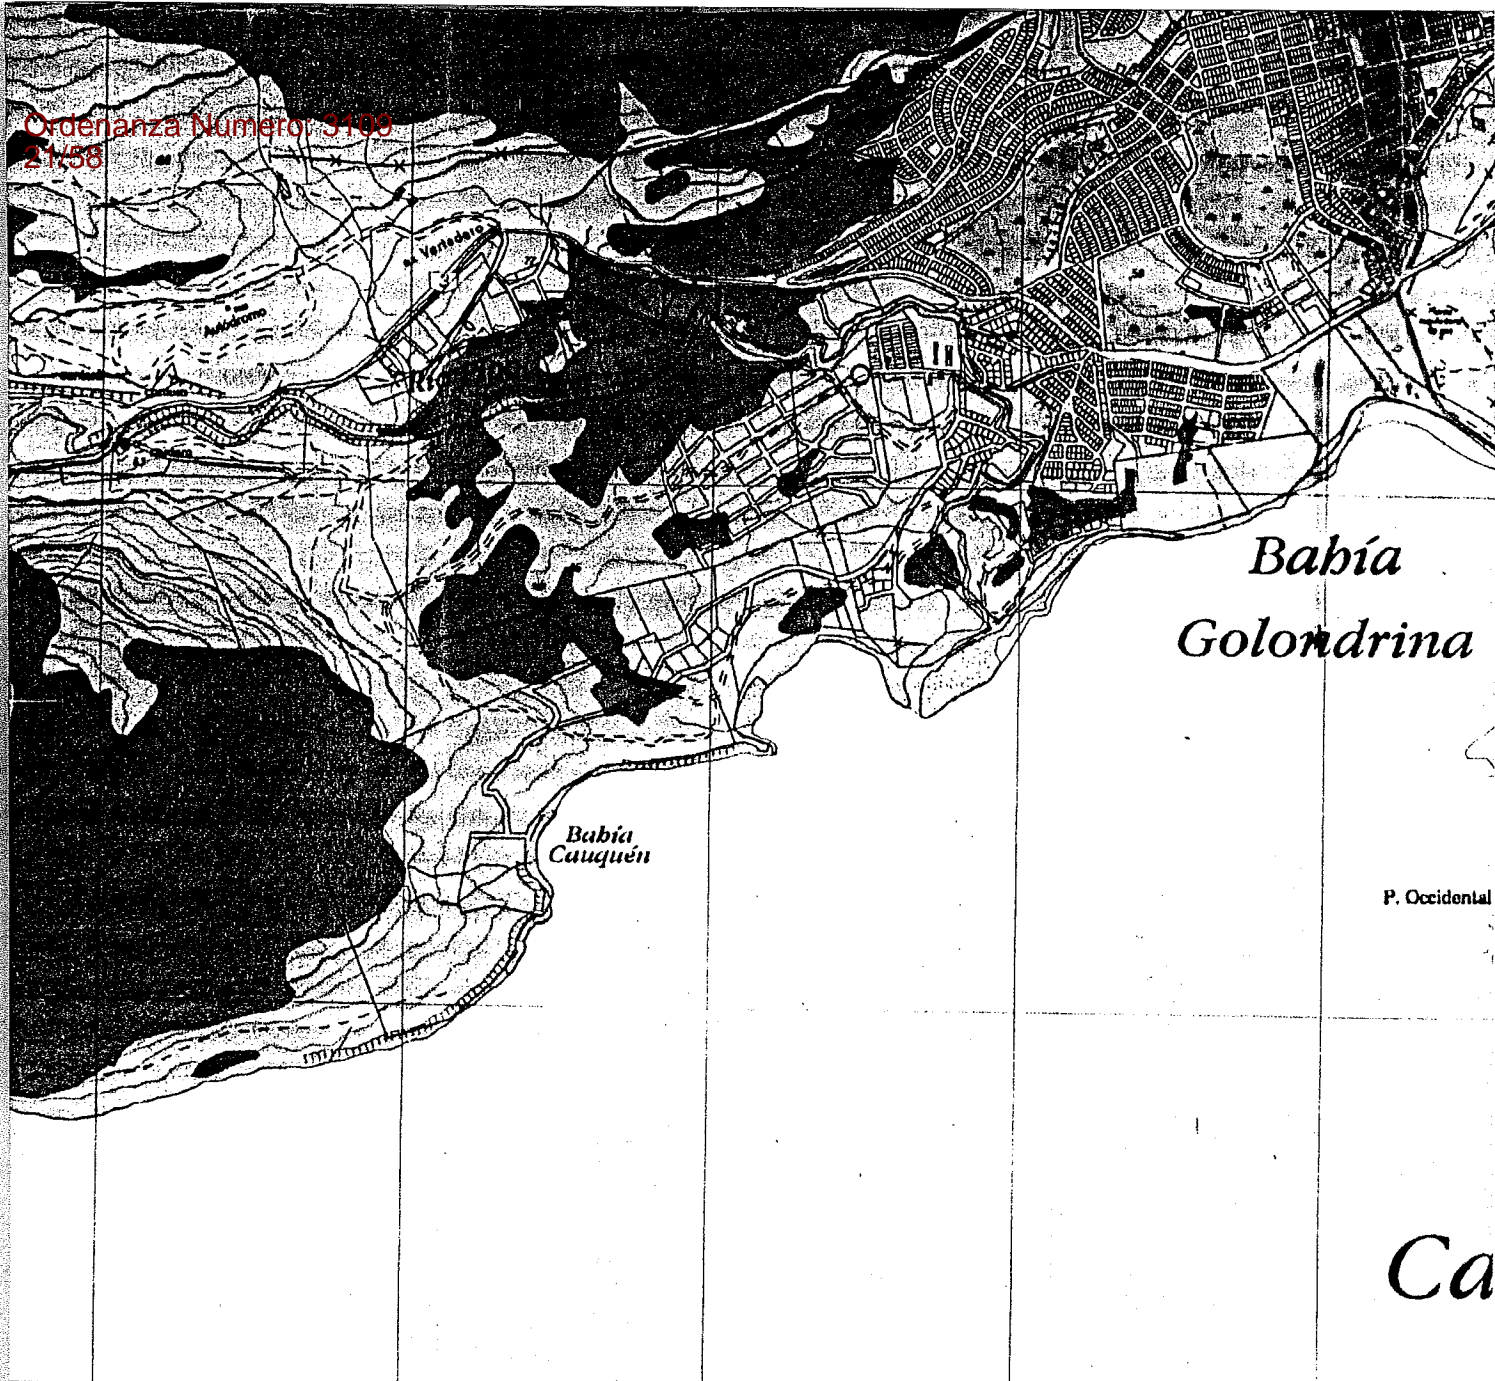 Ordenanza Numero: 3109
21/58
Vertedero
Autódromo
Bahía
Golondrina
Bahía
Cauquén
P. Occidental
Ca